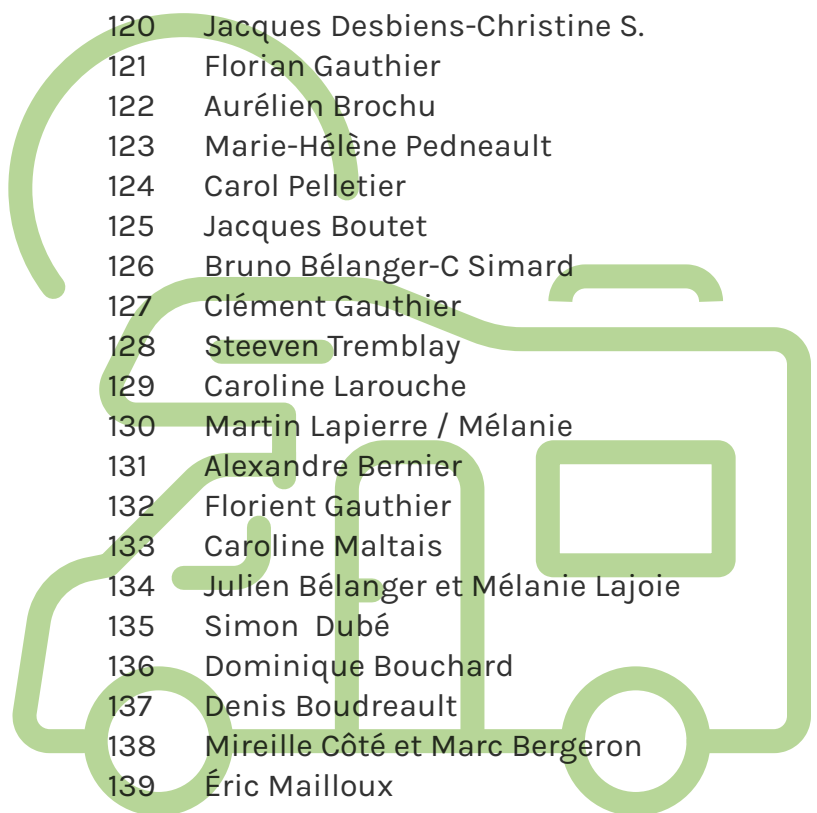 120 Jacques Desbiens-Christine S.
121 Florian Gauthier
122 Aurélien Brochu
123 Marie-Hélène Pedneault
124 Carol Pelletier
125 Jacques Boutet
126 Bruno Bélanger-C Simard
127 Clément Gauthier
128 Steeven Tremblay
129 Caroline Larouche
130 Martin Lapierre / Mélanie
131 Alexandre Bernier
132 Florient Gauthier
133 Caroline Maltais
134 Julien Bélanger et Mélanie Lajoie
135 Simon  Dubé
136 Dominique Bouchard
137 Denis Boudreault
138 Mireille Côté et Marc Bergeron
139 Éric Mailloux